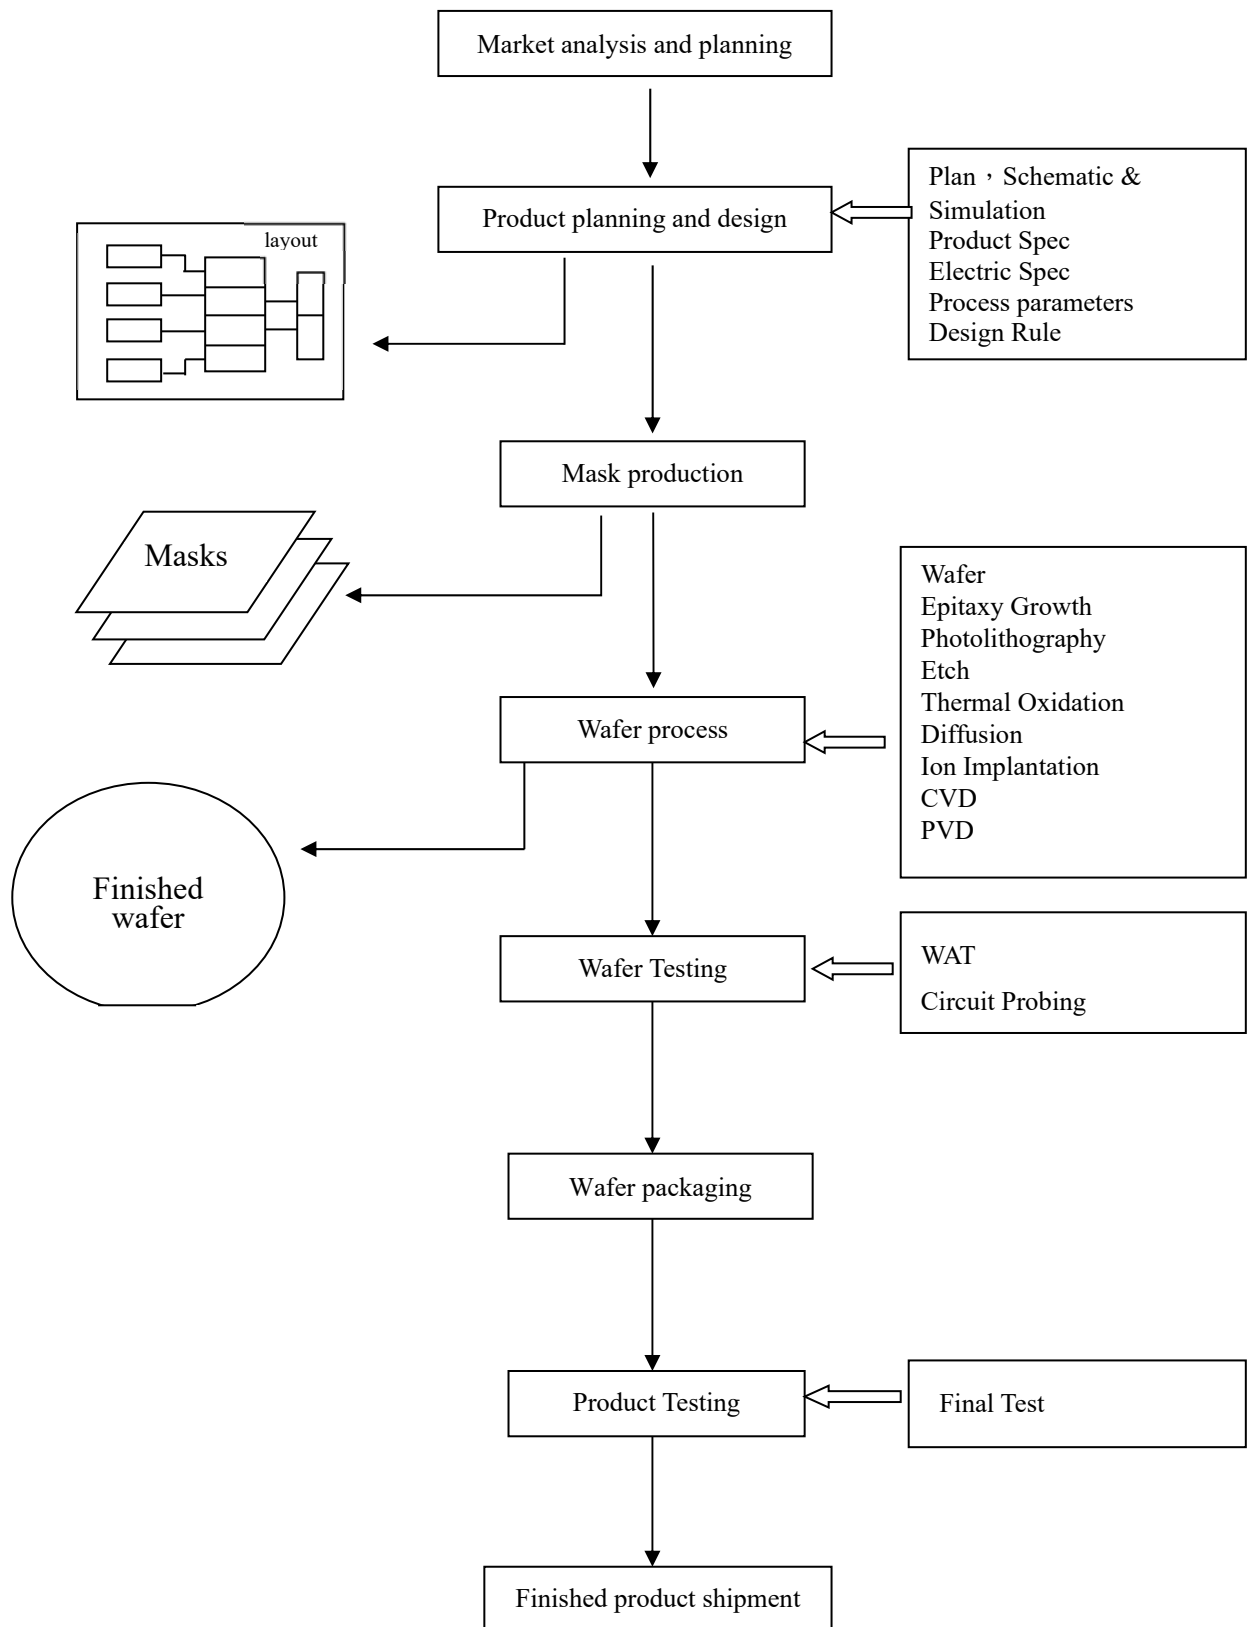 Market analysis and planning
Plan，Schematic &
Simulation
Product Spec
Electric Spec
Process parameters
Design Rule
Product planning and design
layout
Mask production
Masks
Wafer
Epitaxy Growth
Photolithography
Etch
Thermal Oxidation
Diffusion
Ion Implantation
CVD
PVD
Wafer process
Finished
wafer
Wafer Testing
WAT
Circuit Probing
Wafer packaging
Product Testing
Final Test
Finished product shipment